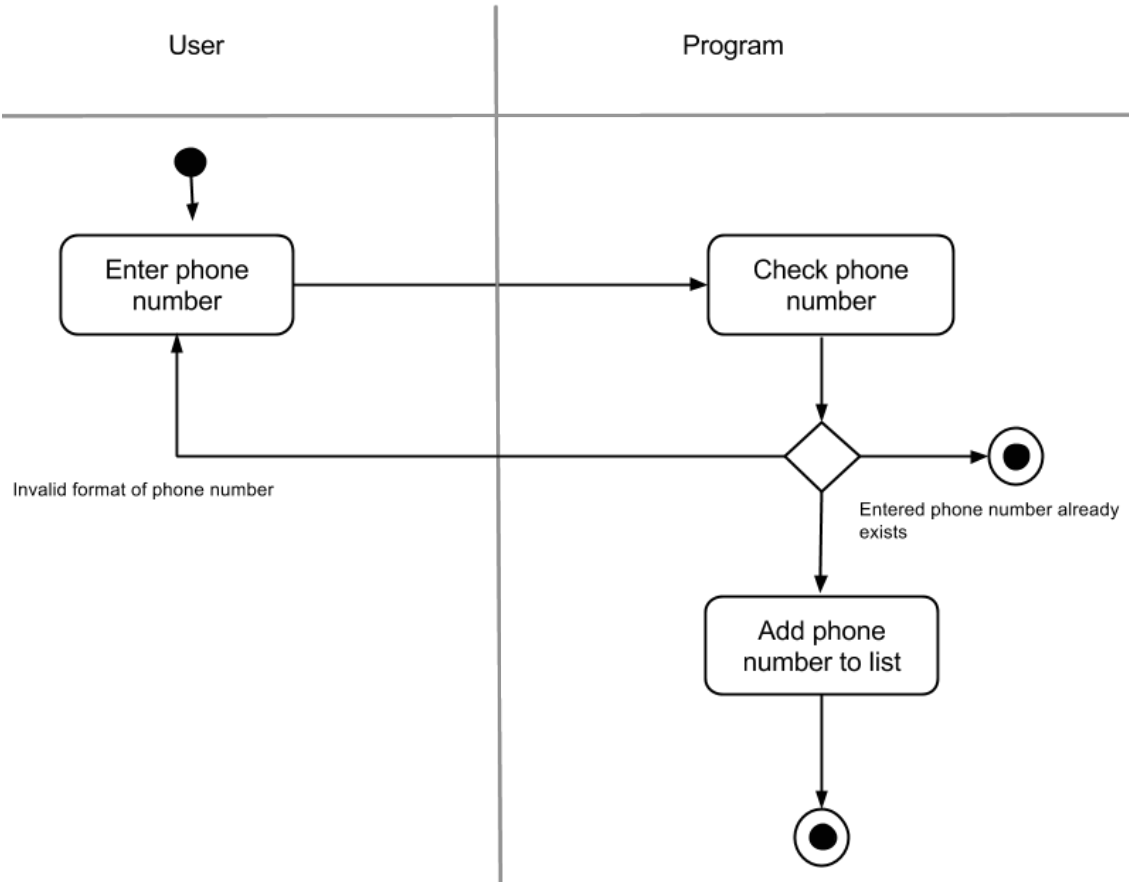 User
Program
Enter phone
number
Check phone
number
Invalid format of phone number
Entered phone number already
exists
Add phone
number to list